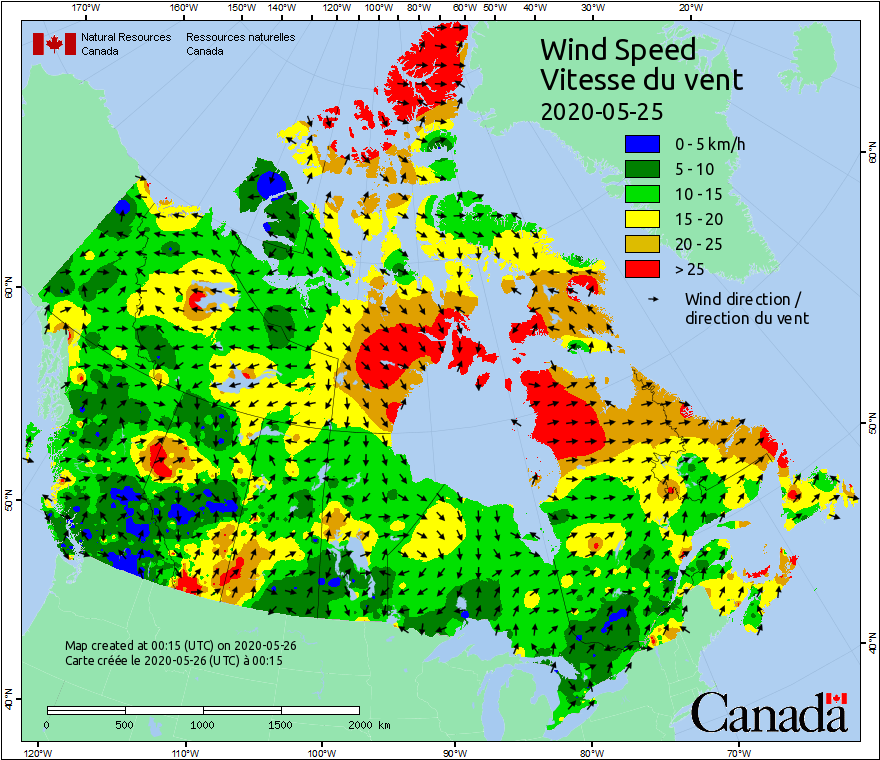 170°W 160°W 150°W 140°W 120°W 110°W 100°W 90°W 80°W 60°W 50°W 40°W 30°W 20°W
Natural Resources Ressources naturelles
Canada Canada
Wind Speed
Vitesse du vent
2020-05-25
0 - 5 km/h
5 - 10
10 - 15
15 - 20
20 - 25
> 25
Wind direction /
direction du vent
60°N
60°N
50°N
50°N
40°N
40°N
Map created at 00:15 (UTC) on 2020-05-26
Carte créée le 2020-05-26 (UTC) à 00:15
0 500 1000 1500 2000 km
Canada
120°W 110°W 100°W 90°W 80°W 70°W